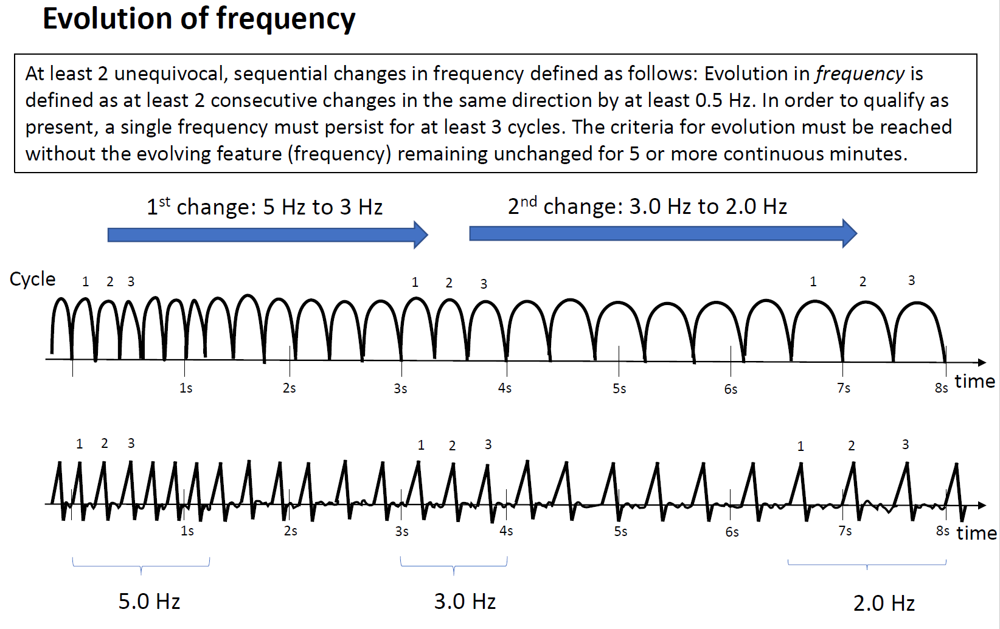 Evolution of frequency
At least 2 unequivocal, sequential changes in frequency defined as follows: Evolution in frequency is
defined as at least 2 consecutive changes in the same direction by at least 0.5 Hz. In order to qualify as
present, a single frequency must persist for at least 3 cycles. The criteria for evolution must be reached
without the evolving feature (frequency) remaining unchanged for 5 or more continuous minutes.
1st change: 5 Hz to 3 Hz
2nd change: 3.0 Hz to 2.0 Hz
Cycle 1 2 3 1 2 3 1 2 3
1s 2s 3s 4s 5s 6s 7s 8s time
1 2 3 1 2 3 1 2 3
1s 2s 3s 4s 5s 6s 7s 8s time
5.0 Hz 3.0 Hz 2.0 Hz